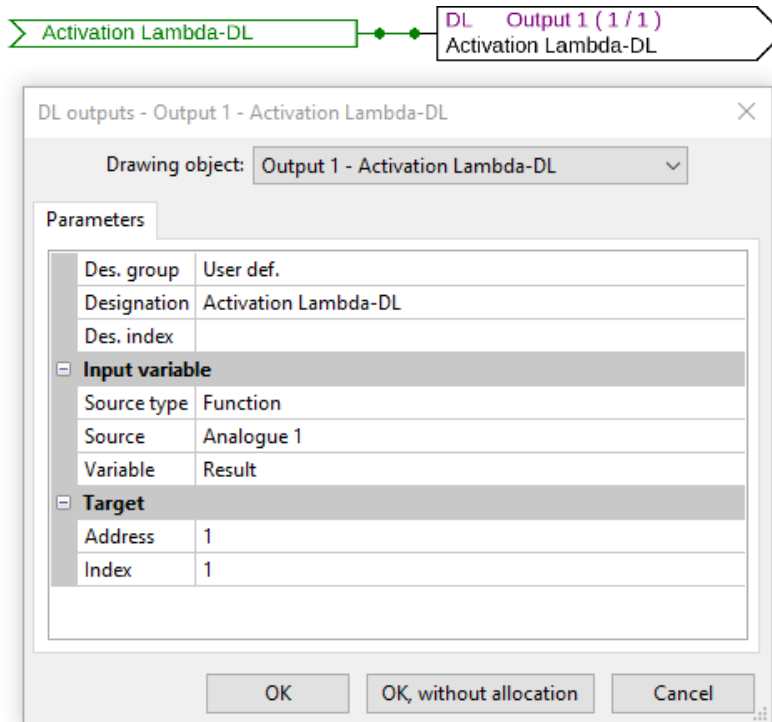 Activation Lambda-DL
DL Output 1 ( 1 / 1 )
Activation Lambda-DL
DL outputs - Output 1 - Activation Lambda-DL
Drawing object: Output 1 - Activation Lambda-DL
Parameters
Des. group User def.
Designation Activation Lambda-DL
Des. index
Input variable
Source type Function
Source Analogue 1
Variable Result
Target
Address 1
Index 1
OK OK, without allocation Cancel